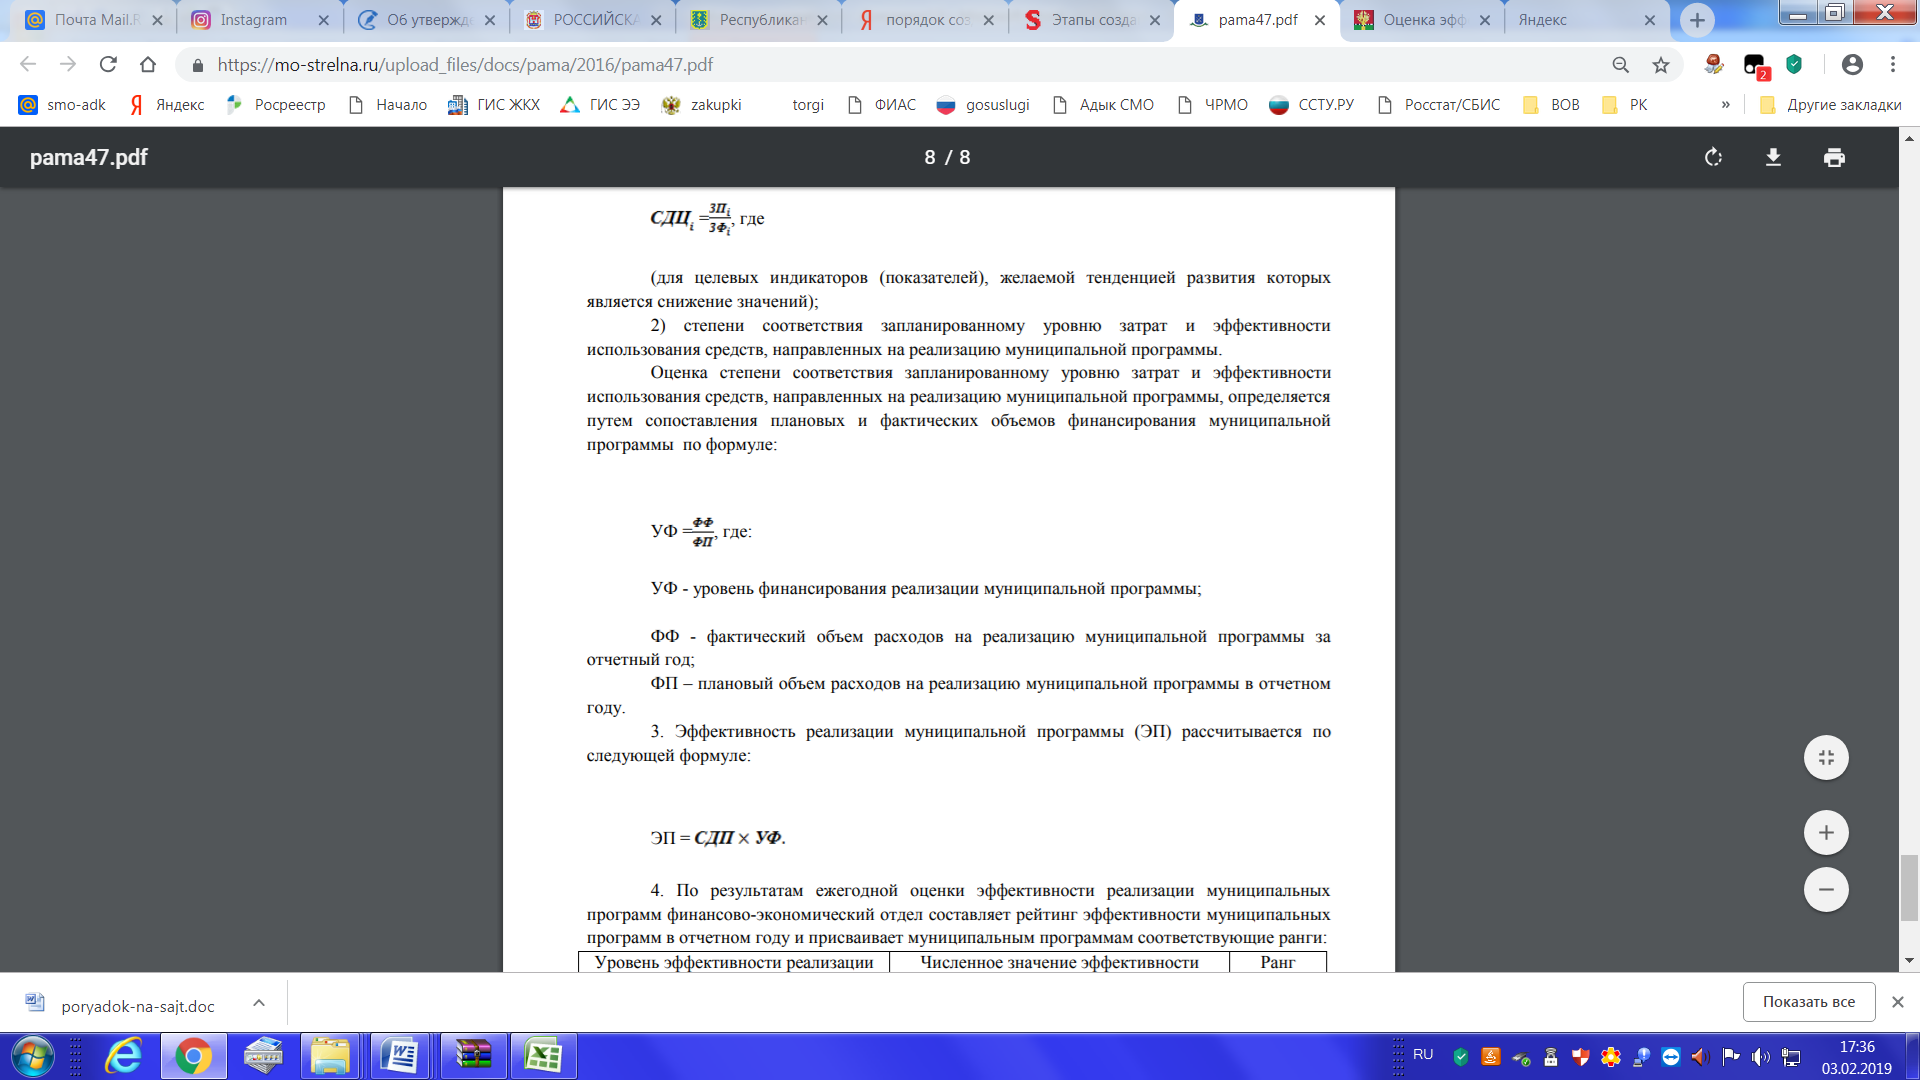 Почта Mail.R
Instagram
Об утвержде
РОССИЙСКА
Республикан
порядок соз
Этапы созда
pama47.pdf
Оценка эфф
Яндекс
https://mo-strelna.ru/upload_files/docs/pama/2016/pama47.pdf
2
smo-adk
Яндекс
Росреестр
Начало
ГИС ЖКХ
ГИС ЭЭ
zakupki
torgi
ФИАС
gosuslugi
Адык СМО
ЧРМО
ССТУ.РУ
Росстат/СБИС
ВОВ
РК
»
Другие закладки
pama47.pdf
8 / 8
СДЦi = ЗПi/ЗФi, где
(для целевых индикаторов (показателей), желаемой тенденцией развития которых
является снижение значений);
2) степени соответствия запланированному уровню затрат и эффективности
использования средств, направленных на реализацию муниципальной программы.
Оценка степени соответствия запланированному уровню затрат и эффективности
использования средств, направленных на реализацию муниципальной программы, определяется
путем сопоставления плановых и фактических объемов финансирования муниципальной
программы по формуле:
УФ = ФФ/ФП, где:
УФ - уровень финансирования реализации муниципальной программы;
ФФ - фактический объем расходов на реализацию муниципальной программы за
отчетный год;
ФП – плановый объем расходов на реализацию муниципальной программы в отчетном
году.
3. Эффективность реализации муниципальной программы (ЭП) рассчитывается по
следующей формуле:
ЭП = СДП × УФ.
4. По результатам ежегодной оценки эффективности реализации муниципальных
программ финансово-экономический отдел составляет рейтинг эффективности муниципальных
программ в отчетном году и присваивает муниципальным программам соответствующие ранги:
Уровень эффективности реализации
Численное значение эффективности
Ранг
poryadok-na-sajt.doc
Показать все
RU
17:36
03.02.2019